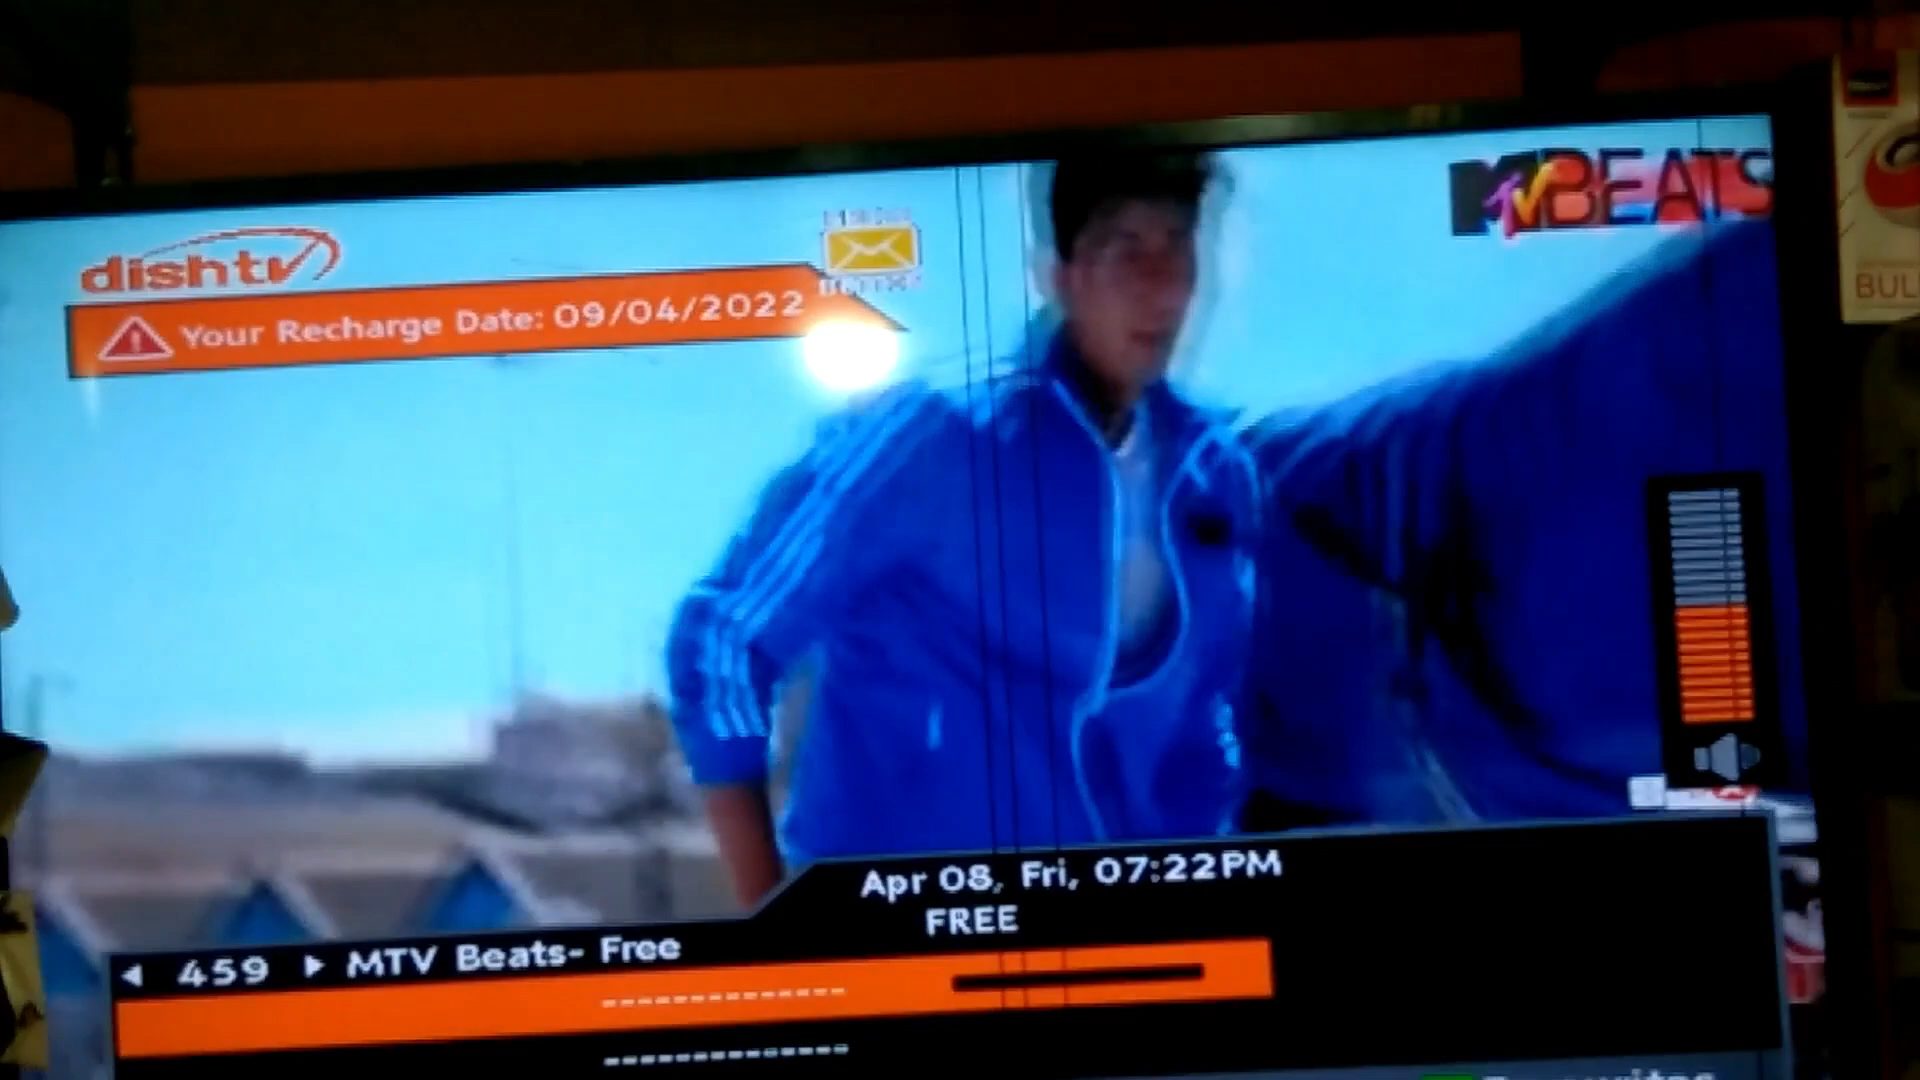 dishtv
Your Recharge Date: 09/04/2022
MTV BEATS
BUL
Apr 08, Fri, 07:22PM
FREE
459 MTV Beats- Free